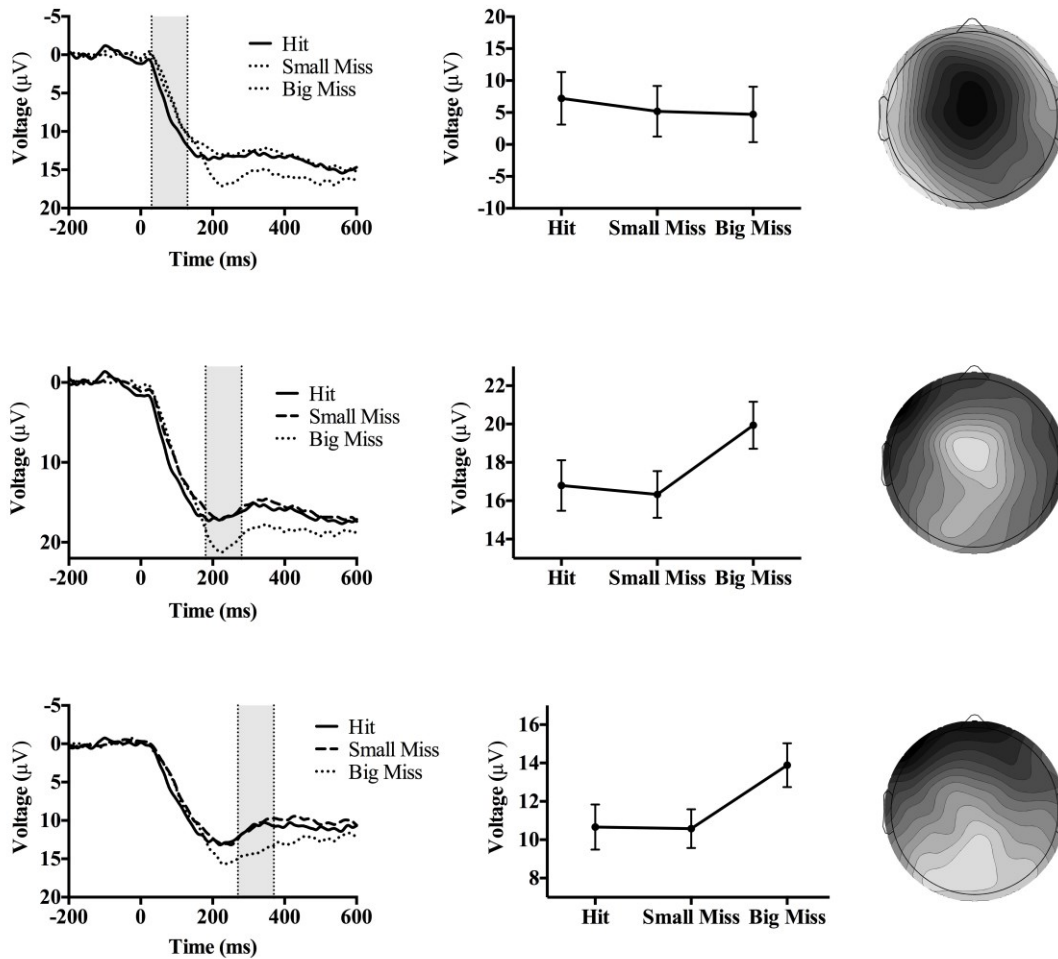 -5
0
5
10
15
20
Voltage (μV)
-200 0 200 400 600
Time (ms)
Hit
Small Miss
Big Miss
20
15
10
5
0
-5
-10
Voltage (μV)
Hit Small Miss Big Miss
0
10
20
Voltage (μV)
-200 0 200 400 600
Time (ms)
Hit
Small Miss
Big Miss
22
20
18
16
14
Voltage (μV)
Hit Small Miss Big Miss
-5
0
5
10
15
20
Voltage (μV)
-200 0 200 400 600
Time (ms)
Hit
Small Miss
Big Miss
16
14
12
10
8
Voltage (μV)
Hit Small Miss Big Miss